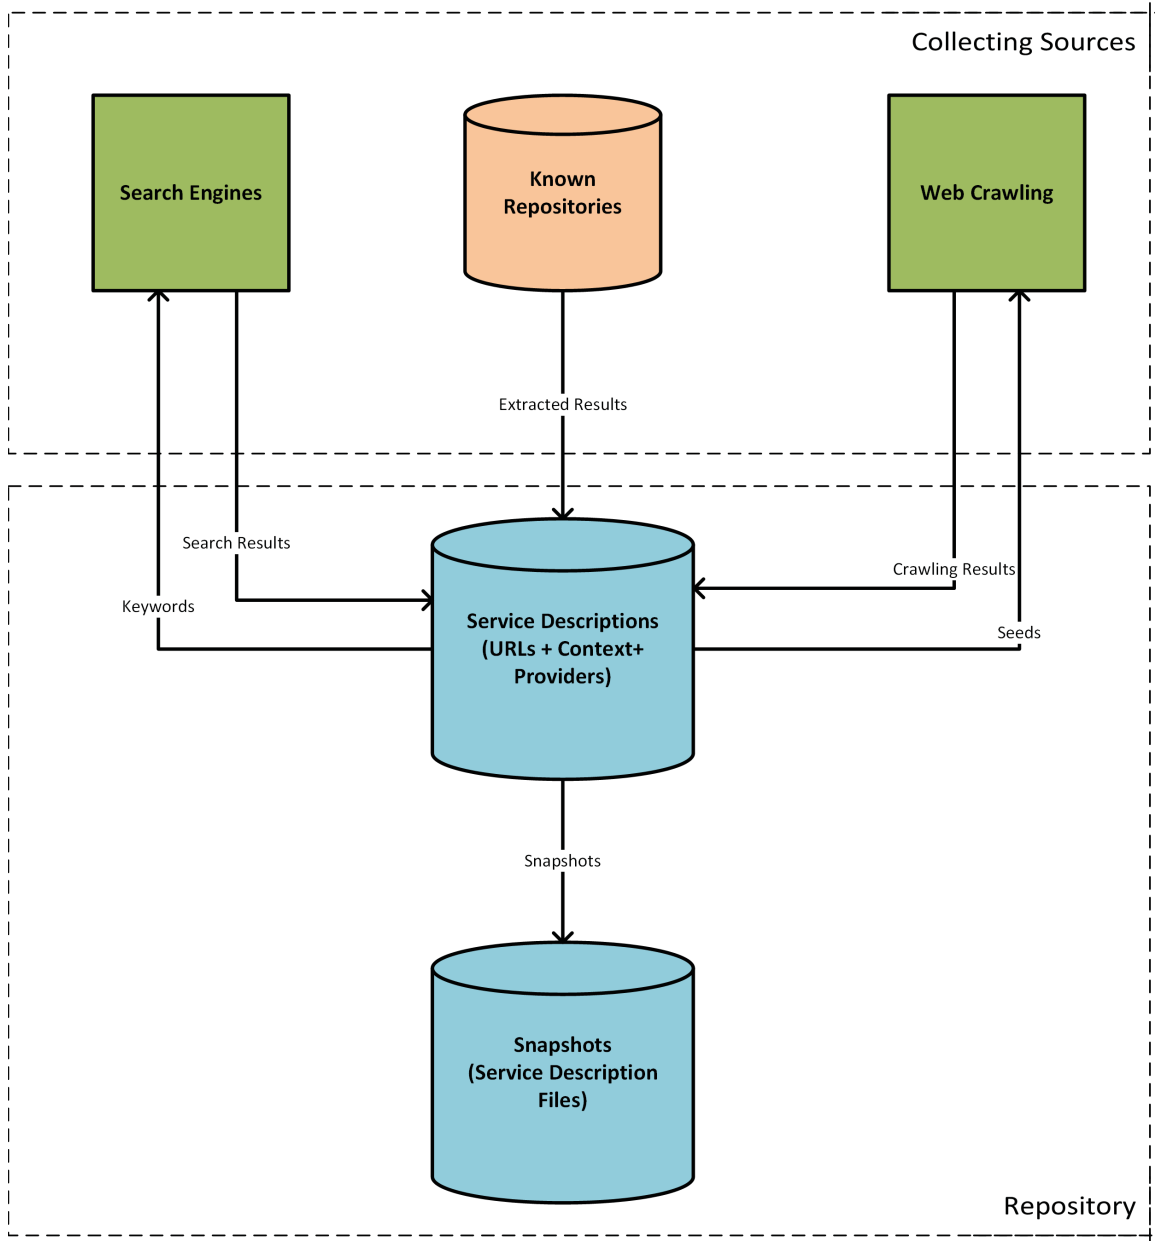 Collecting Sources
Search Engines
Known
Repositories
Web Crawling
Extracted Results
Search Results
Crawling Results
Keywords
Seeds
Service Descriptions
(URLs + Context+
Providers)
Snapshots
Snapshots
(Service Description
Files)
Repository